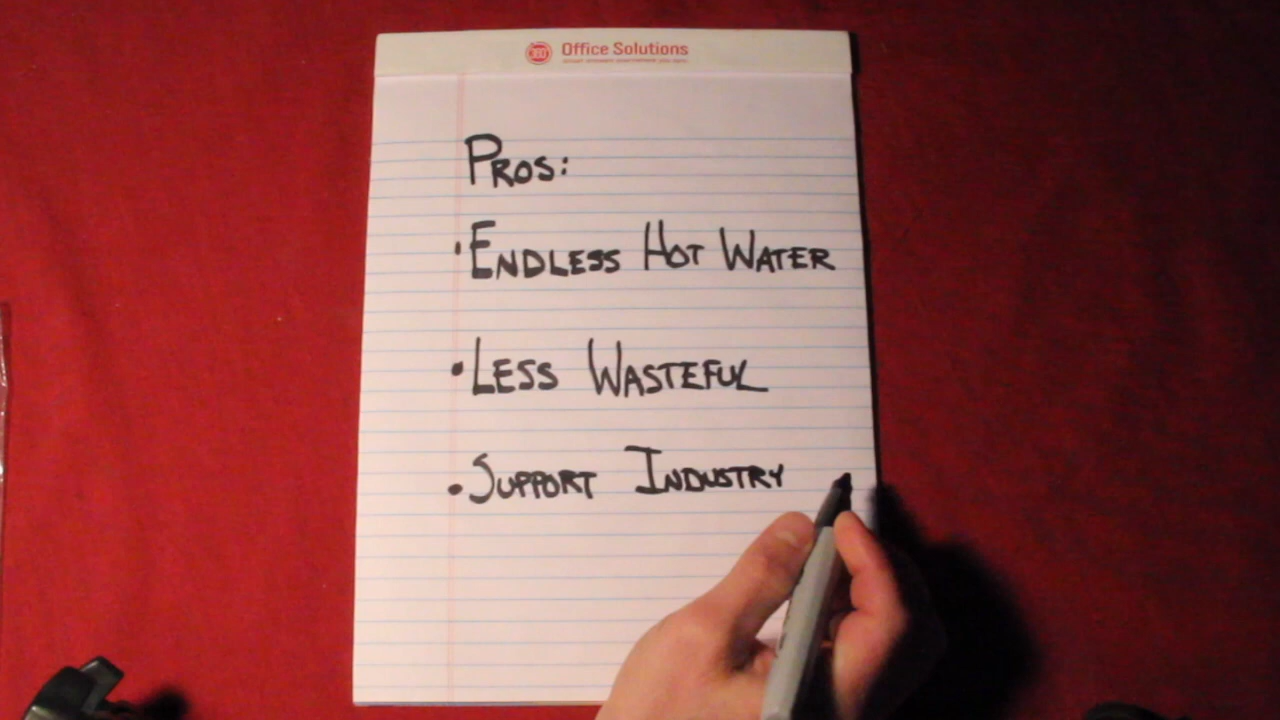 Office Solutions
PROS:
• ENDLESS HOT WATER
• LESS WASTEFUL
• SUPPORT INDUSTRY